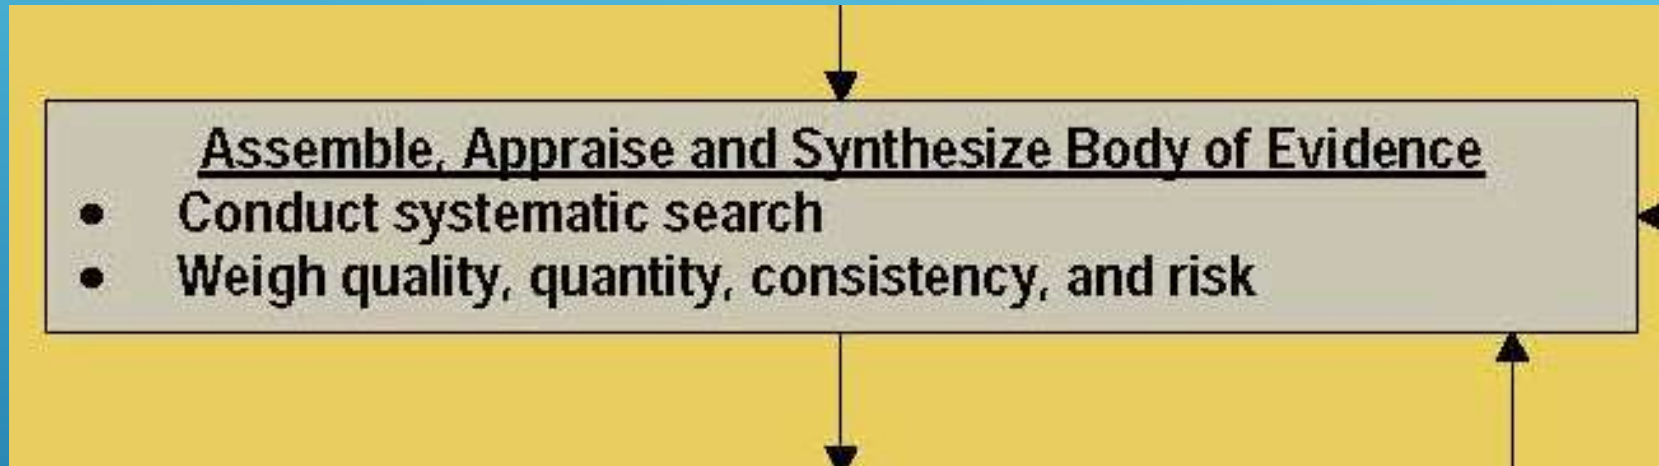 Assemble, Appraise and Synthesize Body of Evidence
• Conduct systematic search
• Weigh quality, quantity, consistency, and risk